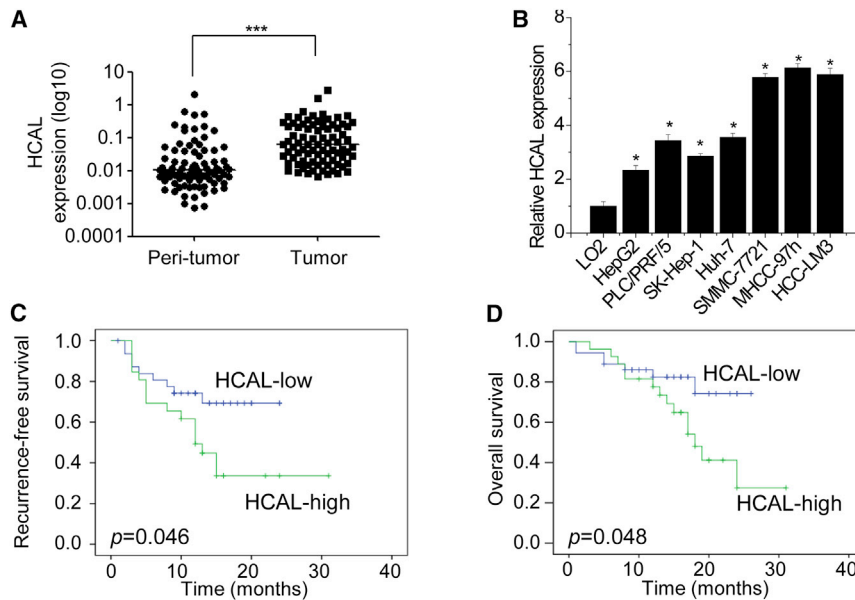 A
***
HCAL
expression (log10)
10
1
0.1
0.01
0.001
0.0001
Peri-tumor
Tumor
B
Relative HCAL expression
8
6
4
2
0
*
*
*
*
*
*
*
LO2
HepG2
PLC/PRF/5
SK-Hep-1
Huh-7
SMMC-7721
MHCC-97h
HCC-LM3
C
Recurrence-free survival
1.0
0.8
0.6
0.4
0.2
0.0
HCAL-low
HCAL-high
p=0.046
0 10 20 30 40
Time (months)
D
Overall survival
1.0
0.8
0.6
0.4
0.2
0.0
HCAL-low
HCAL-high
p=0.048
0 10 20 30 40
Time (months)